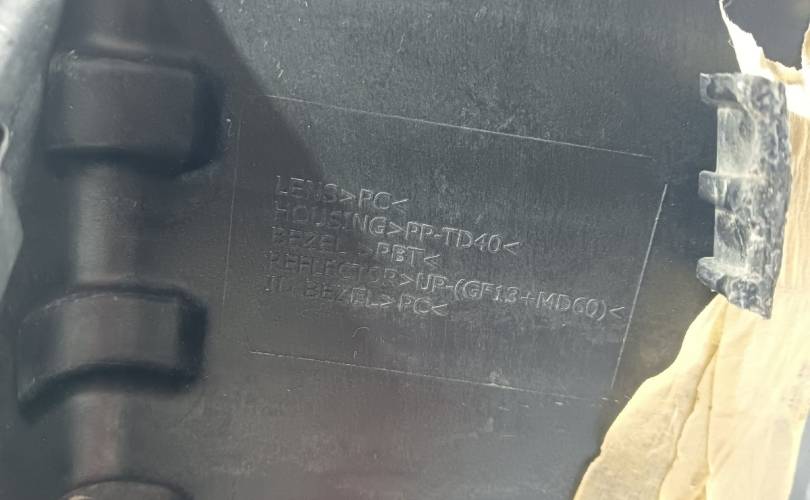 LENS>PC<
HOUSING>PP-TD40<
BEZEL >PBT<
REFLECTOR>UP-(GF13+MD60)<
BEZEL>PC<